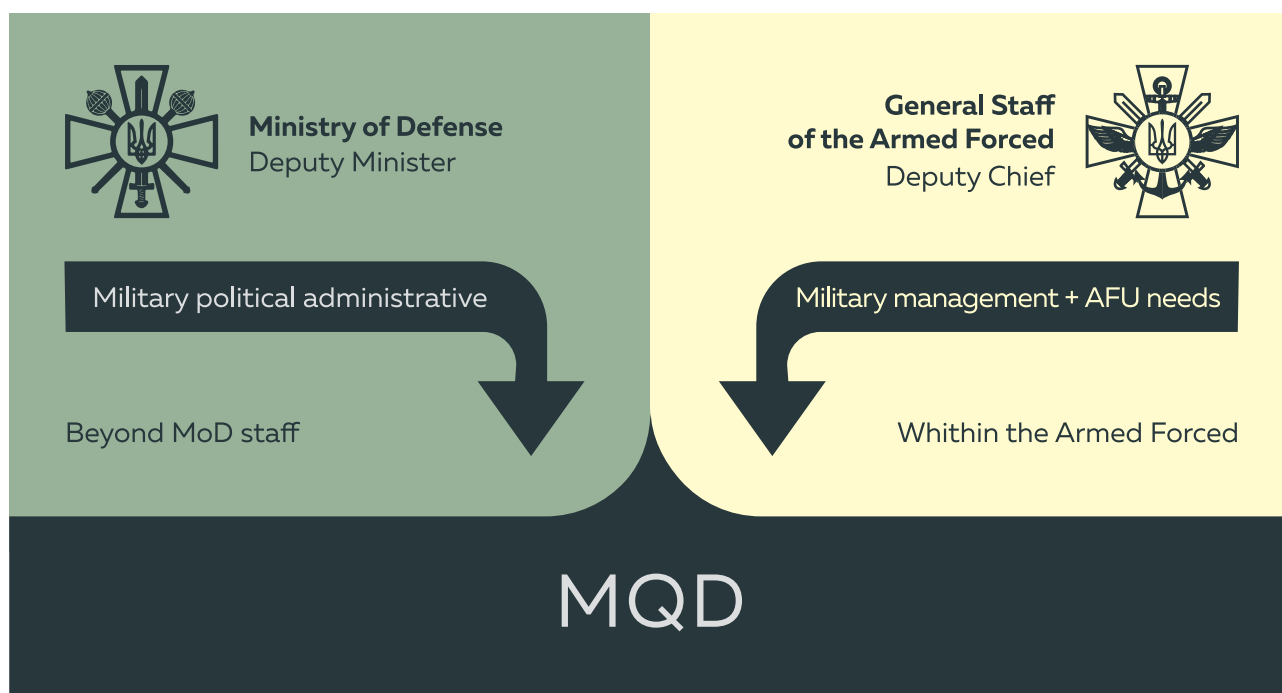 Ministry of Defense
Deputy Minister
General Staff
of the Armed Forced
Deputy Chief
Military political administrative
Military management + AFU needs
Beyond MoD staff
Whithin the Armed Forced
MQD